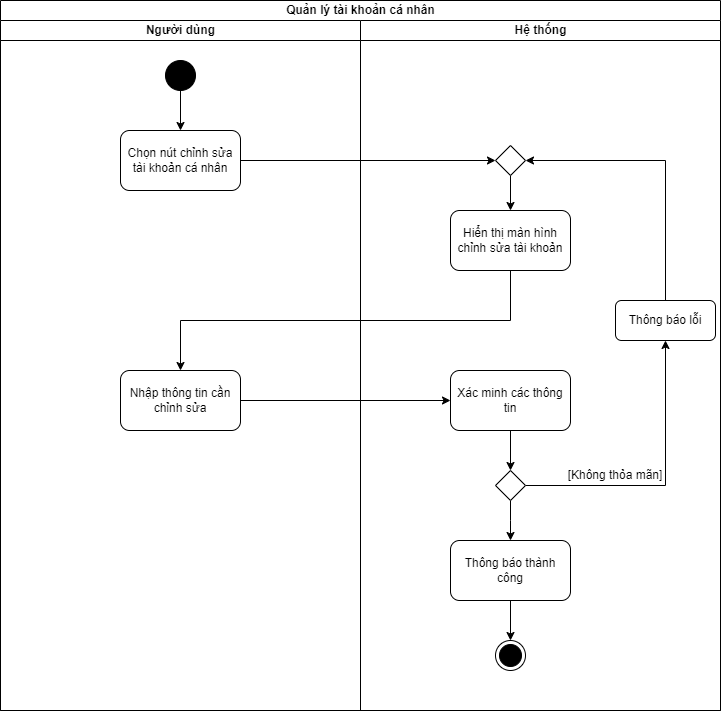 Quản lý tài khoản cá nhân
Người dùng
Hệ thống
Chọn nút chỉnh sửa
tài khoản cá nhân
Hiển thị màn hình
chỉnh sửa tài khoản
Thông báo lỗi
Nhập thông tin cần
chỉnh sửa
Xác minh các thông
tin
[Không thỏa mãn]
Thông báo thành
công